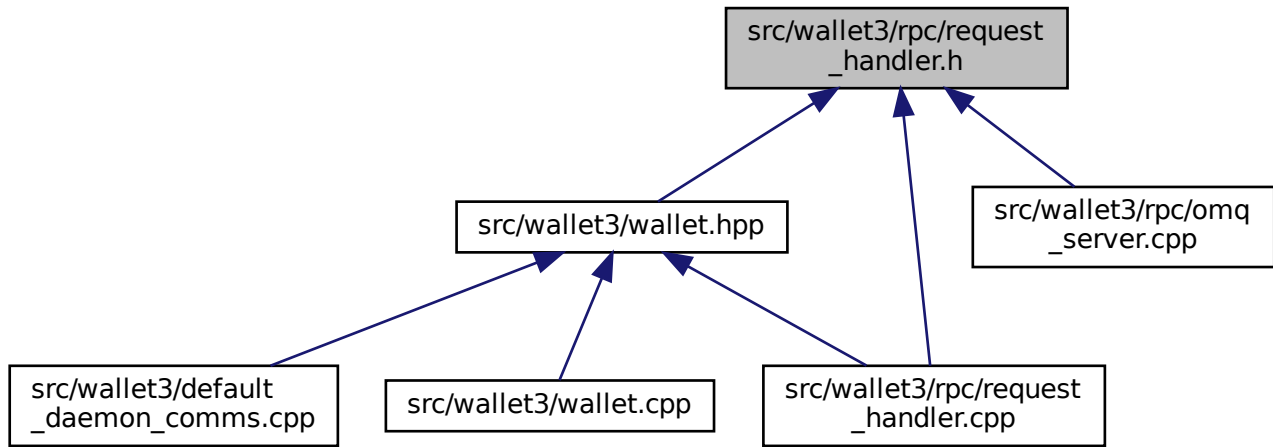 src/wallet3/rpc/request
_handler.h
src/wallet3/wallet.hpp
src/wallet3/rpc/omq
_server.cpp
src/wallet3/default
_daemon_comms.cpp
src/wallet3/wallet.cpp
src/wallet3/rpc/request
_handler.cpp